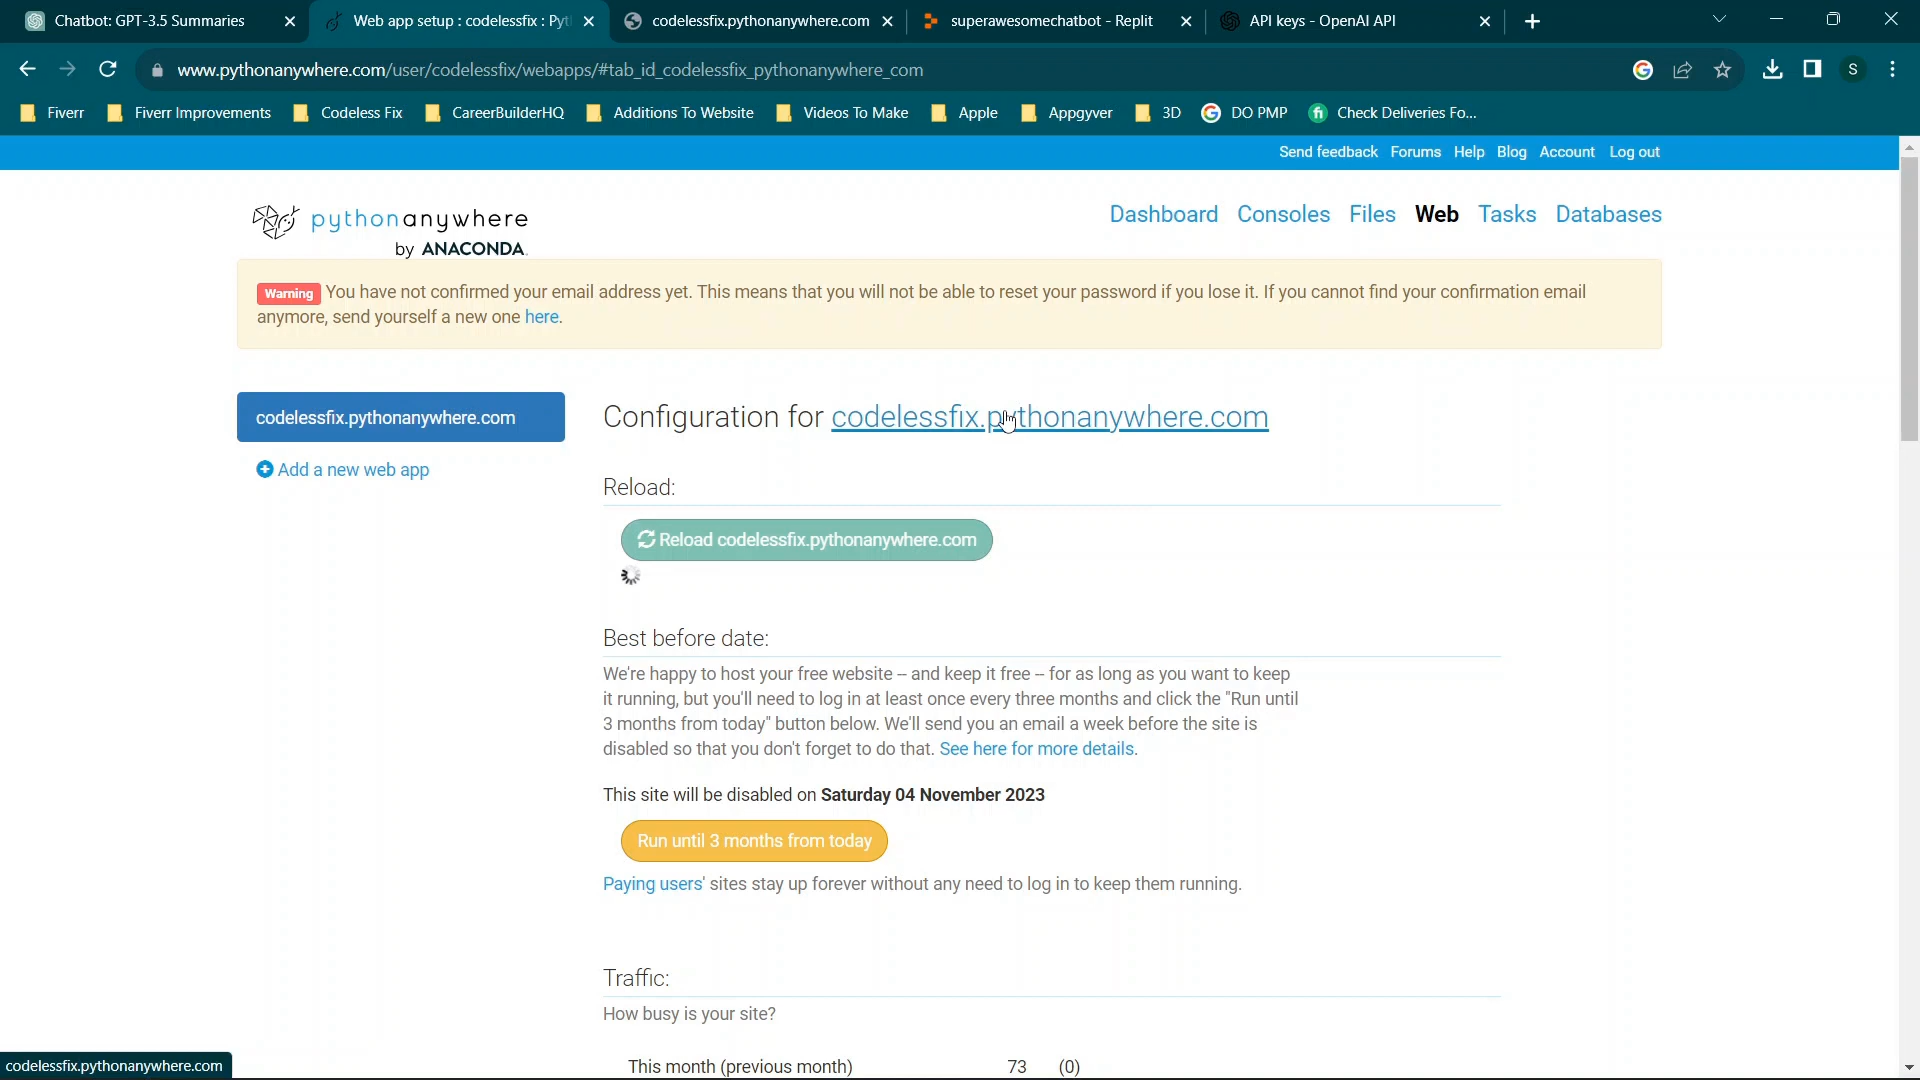 Chatbot: GPT-3.5 Summaries
Web app setup : codelessfix : Pyt
codelessfix.pythonanywhere.com
superawesomechatbot - Replit
API keys - OpenAI API
www.pythonanywhere.com/user/codelessfix/webapps/#tab_id_codelessfix_pythonanywhere_com
S
Fiverr
Fiverr Improvements
Codeless Fix
CareerBuilderHQ
Additions To Website
Videos To Make
Apple
Appgyver
3D
DO PMP
Check Deliveries Fo...
Send feedback Forums Help Blog Account Log out
pythonanywhere
by ANACONDA.
Dashboard Consoles Files Web Tasks Databases
Warning You have not confirmed your email address yet. This means that you will not be able to reset your password if you lose it. If you cannot find your confirmation email
anymore, send yourself a new one here.
codelessfix.pythonanywhere.com
Add a new web app
Configuration for codelessfix.pythonanywhere.com
Reload:
Reload codelessfix.pythonanywhere.com
Best before date:
We're happy to host your free website -- and keep it free -- for as long as you want to keep
it running, but you'll need to log in at least once every three months and click the "Run until
3 months from today" button below. We'll send you an email a week before the site is
disabled so that you don't forget to do that. See here for more details.
This site will be disabled on Saturday 04 November 2023
Run until 3 months from today
Paying users' sites stay up forever without any need to log in to keep them running.
Traffic:
How busy is your site?
This month (previous month) 73 (0)
codelessfix.pythonanywhere.com